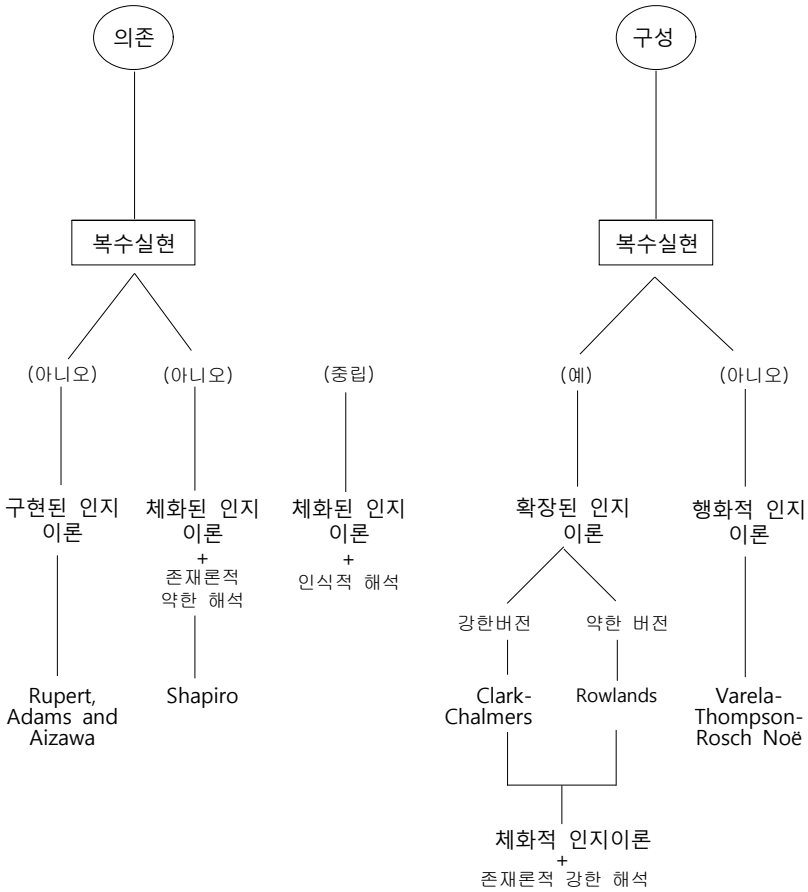 의존
구성
복수실현
복수실현
(아니오)
(아니오)
(중립)
(예)
(아니오)
구현된 인지
이론
체화된 인지
이론
+
존재론적
약한 해석
체화된 인지
이론
+
인식적 해석
확장된 인지
이론
행화적 인지
이론
강한버전
약한 버전
Rupert,
Adams and
Aizawa
Shapiro
Clark-
Chalmers
Rowlands
Varela-
Thompson-
Rosch Noë
체화적 인지이론
+
존재론적 강한 해석